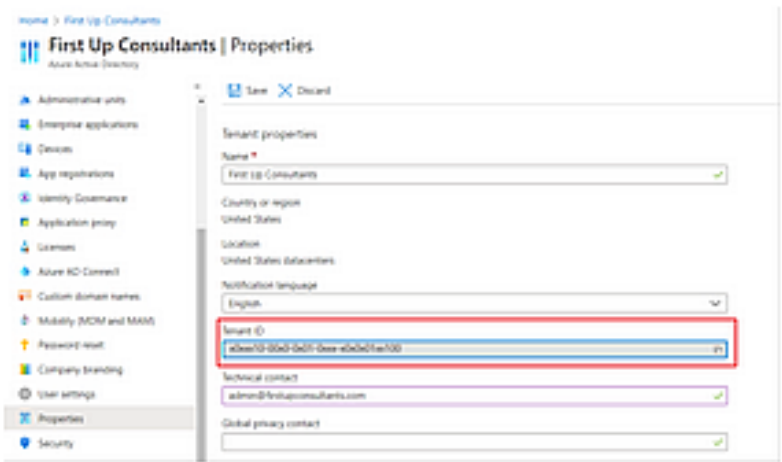 Home > First Up Consultants
First Up Consultants | Properties
Azure Active Directory
Save Discard
Administrative units
Enterprise applications
Devices
App registrations
Identity Governance
Application proxy
Licenses
Azure AD Connect
Custom domain names
Mobility (MDM and MAM)
Password reset
Company branding
User settings
Properties
Security
Tenant properties
Name *
First Up Consultants
Country or region
United States
Location
United States datacenters
Notification language
English
Tenant ID
Technical contact
admin@firstupconsultants.com
Global privacy contact